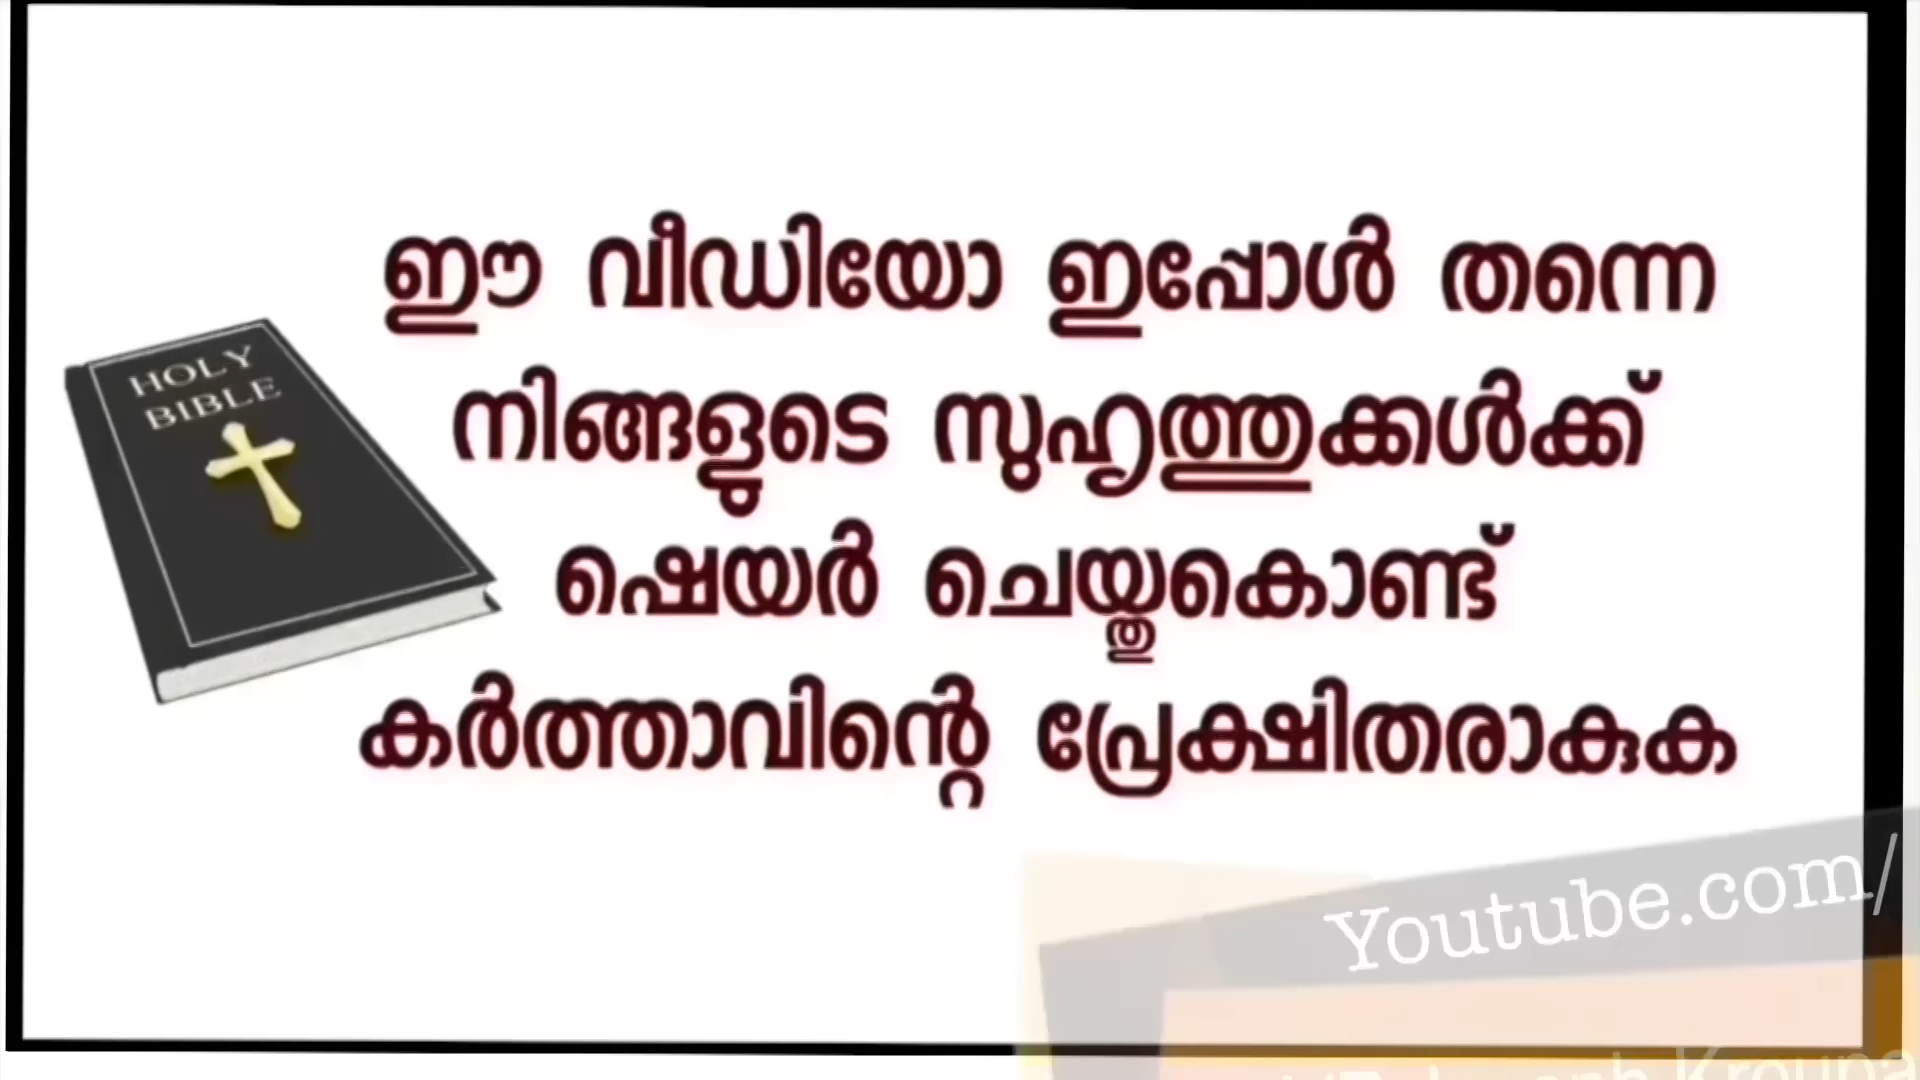 ഈ വീഡിയോ ഇപ്പോൾ തന്നെ
HOLY
BIBLE
നിങ്ങളുടെ സുഹൃത്തുക്കൾക്ക്
ഷെയർ ചെയ്തുകൊണ്ട്
കർത്താവിന്റെ പ്രേക്ഷിതരാകുക
Youtube.com/